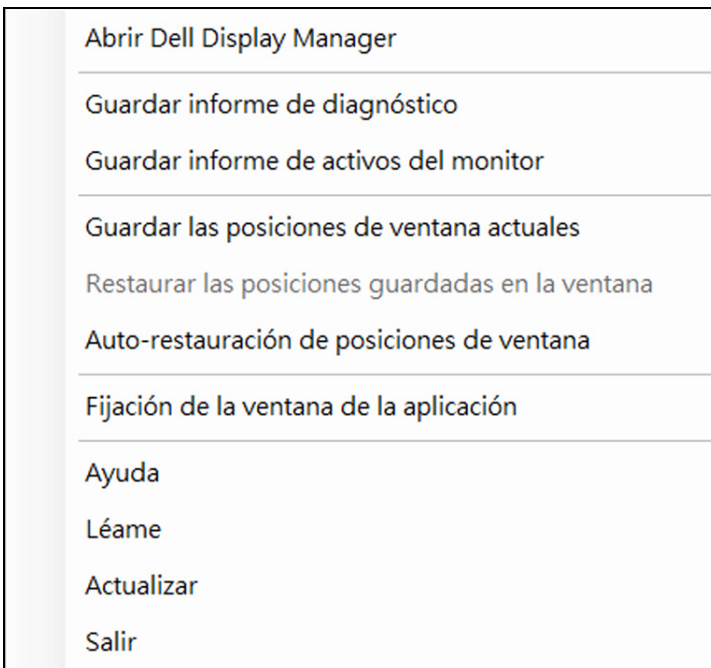 Abrir Dell Display Manager
Guardar informe de diagnóstico
Guardar informe de activos del monitor
Guardar las posiciones de ventana actuales
Restaurar las posiciones guardadas en la ventana
Auto-restauración de posiciones de ventana
Fijación de la ventana de la aplicación
Ayuda
Léame
Actualizar
Salir